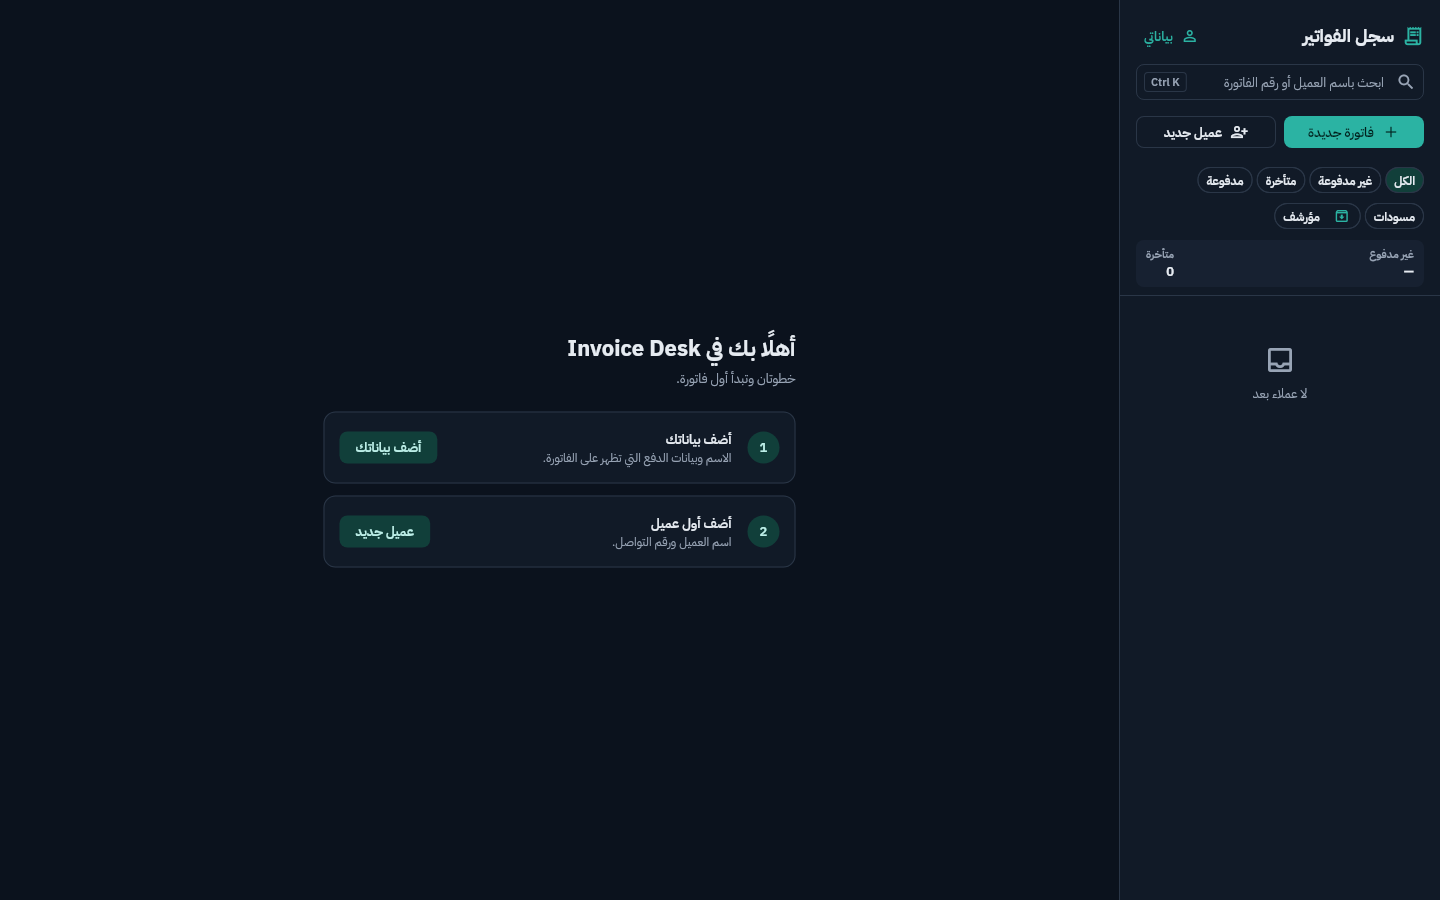 سجل الفواتير
بياناتي
ابحث باسم العميل أو رقم الفاتورة
Ctrl K
فاتورة جديدة
عميل جديد
الكل
غير مدفوعة
متأخرة
مدفوعة
مسودات
مؤرشف
غير مدفوع
—
متأخرة
0
لا عملاء بعد
أهلًا بك في Invoice Desk
خطوتان وتبدأ أول فاتورة.
1
أضف بياناتك
الاسم وبيانات الدفع التي تظهر على الفاتورة.
أضف بياناتك
2
أضف أول عميل
اسم العميل ورقم التواصل.
عميل جديد